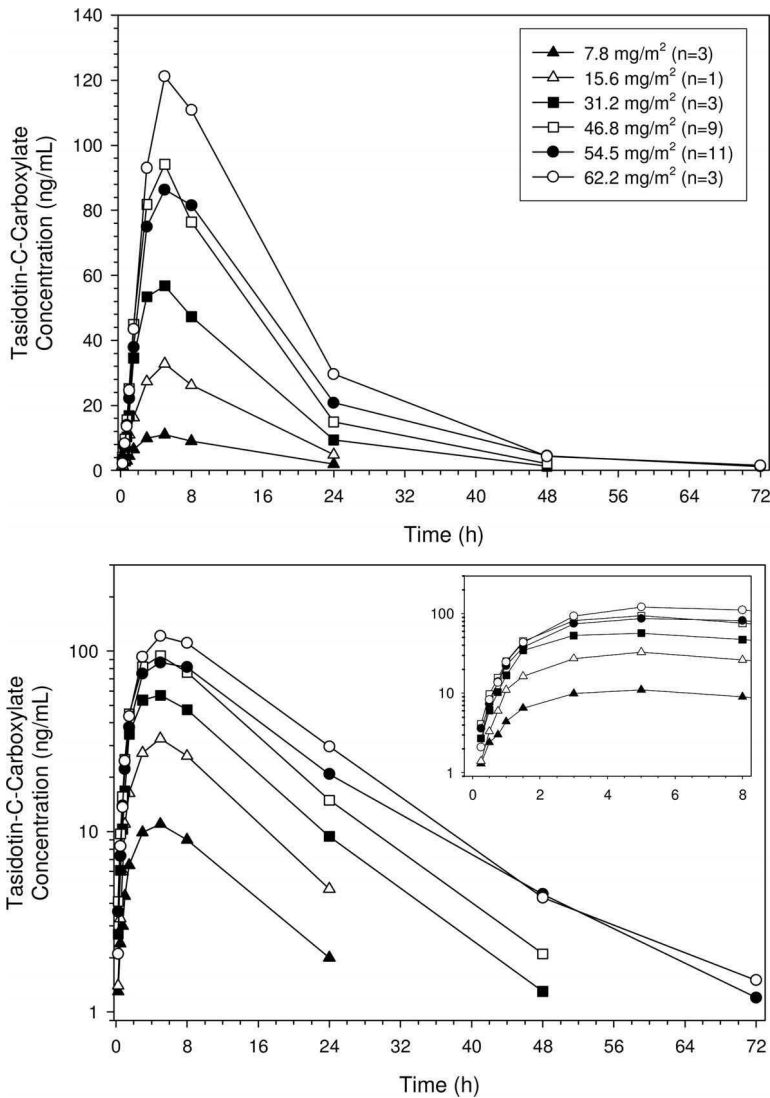 140
120
100
80
60
40
20
0
Tasidotin-C-Carboxylate
Concentration (ng/mL)
7.8 mg/m² (n=3)
15.6 mg/m² (n=1)
31.2 mg/m² (n=3)
46.8 mg/m² (n=9)
54.5 mg/m² (n=11)
62.2 mg/m² (n=3)
0 8 16 24 32 40 48 56 64 72
Time (h)
100
10
1
Tasidotin-C-Carboxylate
Concentration (ng/mL)
100
10
1
0 2 4 6 8
0 8 16 24 32 40 48 56 64 72
Time (h)